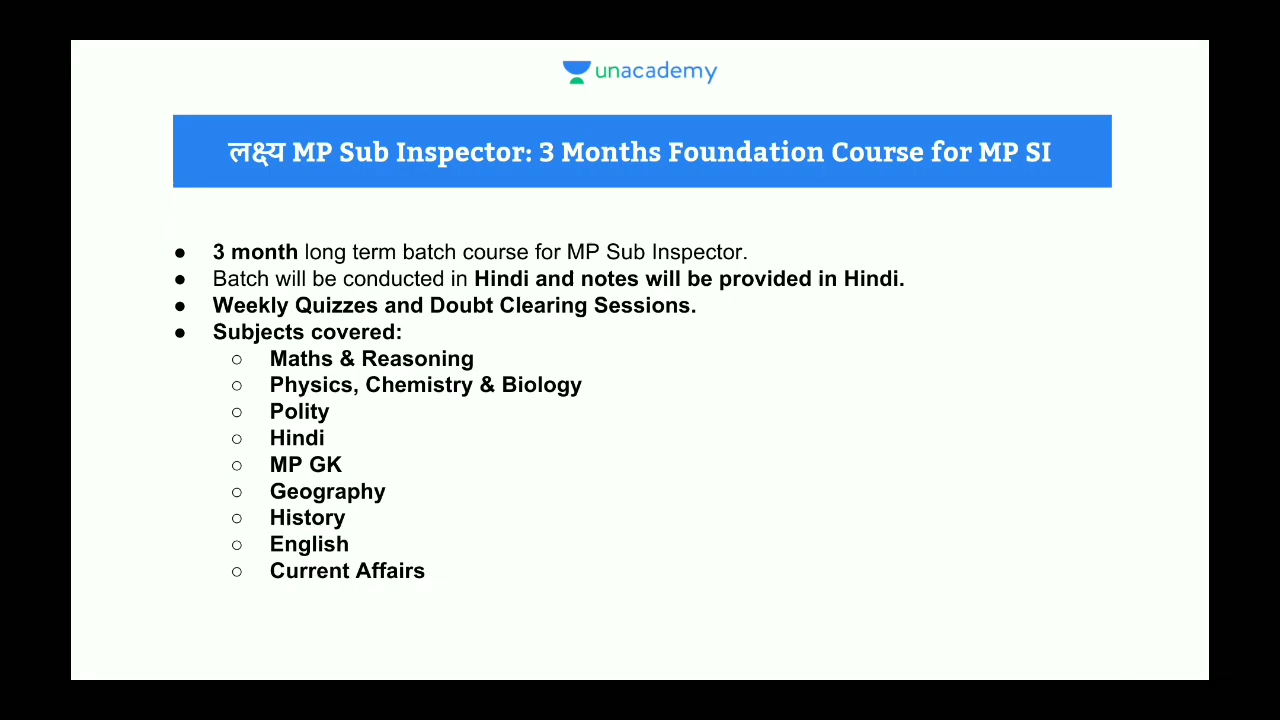 unacademy
लक्ष्य MP Sub Inspector: 3 Months Foundation Course for MP SI
● 3 month long term batch course for MP Sub Inspector.
● Batch will be conducted in Hindi and notes will be provided in Hindi.
● Weekly Quizzes and Doubt Clearing Sessions.
● Subjects covered:
○ Maths & Reasoning
○ Physics, Chemistry & Biology
○ Polity
○ Hindi
○ MP GK
○ Geography
○ History
○ English
○ Current Affairs